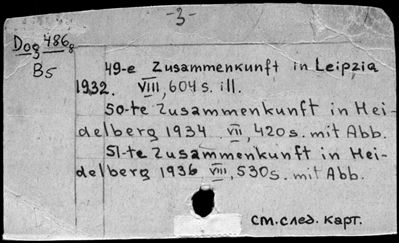 -3-
Dog 486g
B5
49-e Zusammenkunft in Leipzig
1932. VIII, 604 s. ill.
50-te Zusammenkunft in Hei-
delberg 1934 VII, 420 s. mit Abb.
51-te Zusammenkunft in Hei-
delberg 1936 VIII, 530 s. mit Abb.
см. след. карт.